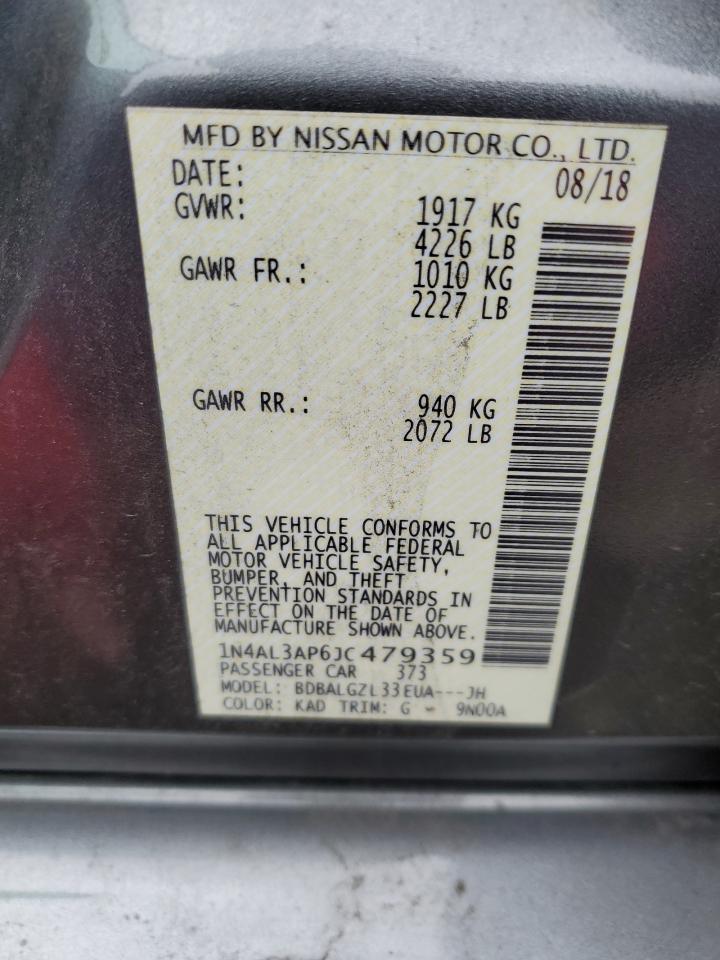 MFD BY NISSAN MOTOR CO., LTD.
DATE: 08/18
GVWR: 1917 KG
4226 LB
GAWR FR.: 1010 KG
2227 LB
GAWR RR.: 940 KG
2072 LB
THIS VEHICLE CONFORMS TO
ALL APPLICABLE FEDERAL
MOTOR VEHICLE SAFETY,
BUMPER, AND THEFT
PREVENTION STANDARDS IN
EFFECT ON THE DATE OF
MANUFACTURE SHOWN ABOVE.
1N4AL3AP6JC479359
PASSENGER CAR 373
MODEL: BDBALGZL33EUA---JH
COLOR: KAD TRIM: G - 9N00A